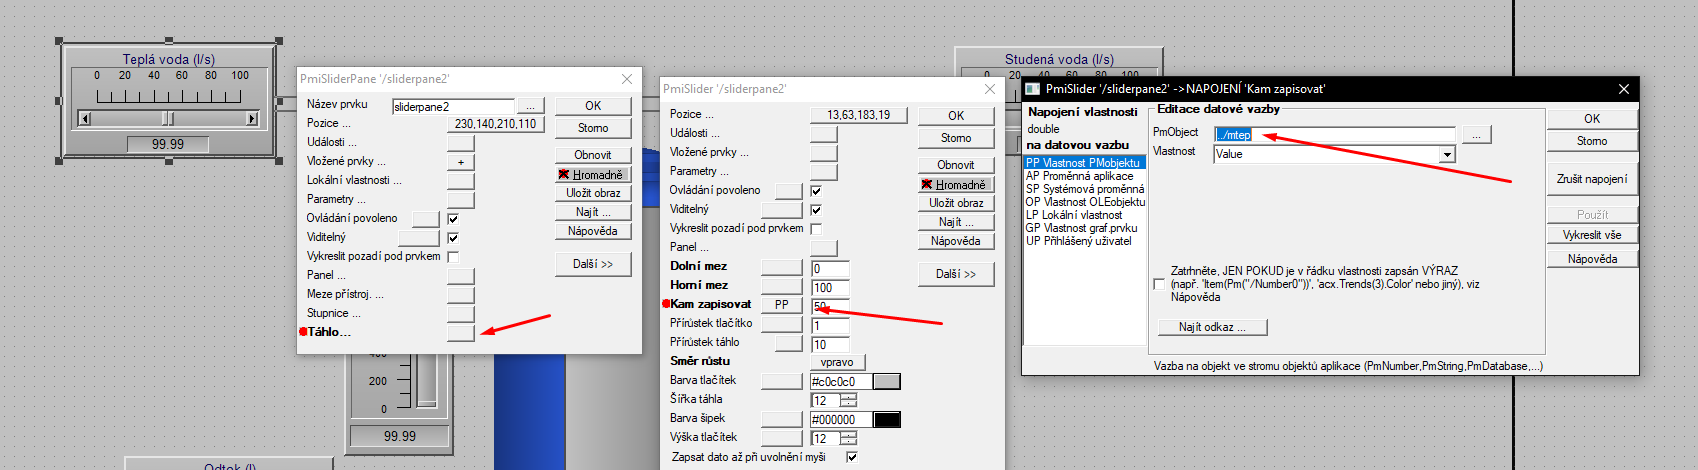 Teplá voda (l/s)
0 20 40 60 80 100
99.99
PmiSliderPane '/sliderpane2'
Název prvku sliderpane2 ...
Pozice ... 230,140,210,110
Události ...
Vložené prvky ... +
Lokální vlastnosti ...
Parametry ...
Ovládání povoleno
Viditelný
Vykreslit pozadí pod prvkem
Panel ...
Meze přístroj. ...
Stupnice ...
Táhlo...
OK
Storno
Obnovit
Hromadně
Uložit obraz
Najít ...
Nápověda
Další >>
400
200
0
99.99
Odtok (l)
Studená voda (l/s)
0 20 40 60 80 100
PmiSlider '/sliderpane2'
Pozice ... 13,63,183,19
Události ...
Vložené prvky ...
Parametry ...
Ovládání povoleno
Viditelný
Vykreslit pozadí pod prvkem
Panel ...
Dolní mez 0
Horní mez 100
Kam zapisovat PP 50
Přírůstek tlačítko 1
Přírůstek táhlo 10
Směr růstu vpravo
Barva tlačítek #c0c0c0
Šířka táhla 12
Barva šipek #000000
Výška tlačítek 12
Zapsat dato až při uvolnění myši
OK
Storno
Obnovit
Hromadně
Uložit obraz
Najít ...
Nápověda
Další >>
PmiSlider '/sliderpane2' ->NAPOJENÍ 'Kam zapisovat'
Napojení vlastnosti
double
na datovou vazbu
PP Vlastnost PMobjektu
AP Proměnná aplikace
SP Systémová proměnná
OP Vlastnost OLEobjektu
LP Lokální vlastnost
GP Vlastnost graf.prvku
UP Přihlášený uživatel
Editace datové vazby
PmObject ../mtep ...
Vlastnost Value
Zatrhněte, JEN POKUD je v řádku vlastnosti zapsán VÝRAZ
(např. 'Item(Pm("/Number0"))', 'acx.Trends(3).Color' nebo jiný), viz
Nápověda
Najít odkaz ...
Vazba na objekt ve stromu objektů aplikace (PmNumber,PmString,PmDatabase,...)
OK
Storno
Zrušit napojení
Použít
Vykreslit vše
Nápověda